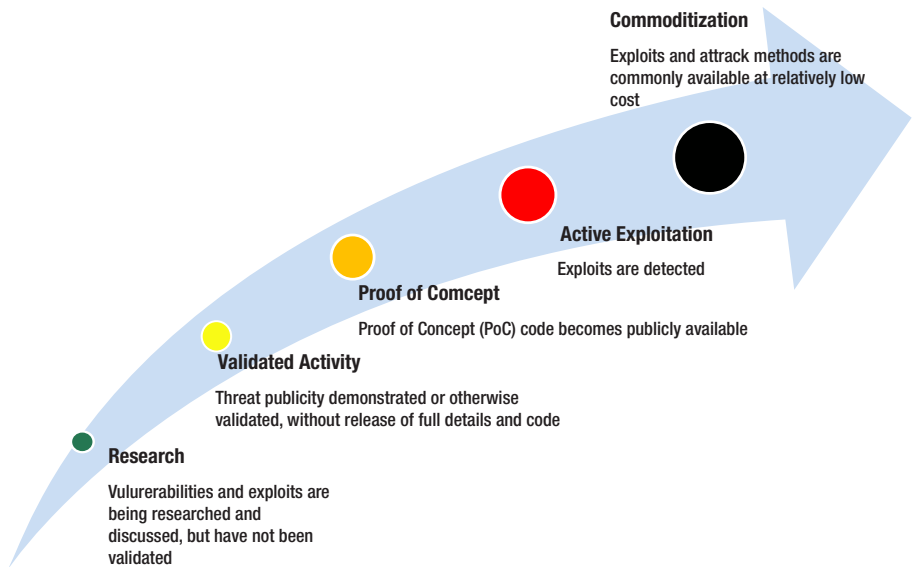 Commoditization
Exploits and attrack methods are
commonly available at relatively low
cost
Active Exploitation
Exploits are detected
Proof of Comcept
Proof of Concept (PoC) code becomes publicly available
Validated Activity
Threat publicity demonstrated or otherwise
validated, without release of full details and code
Research
Vulurerabilities and exploits are
being researched and
discussed, but have not been
validated